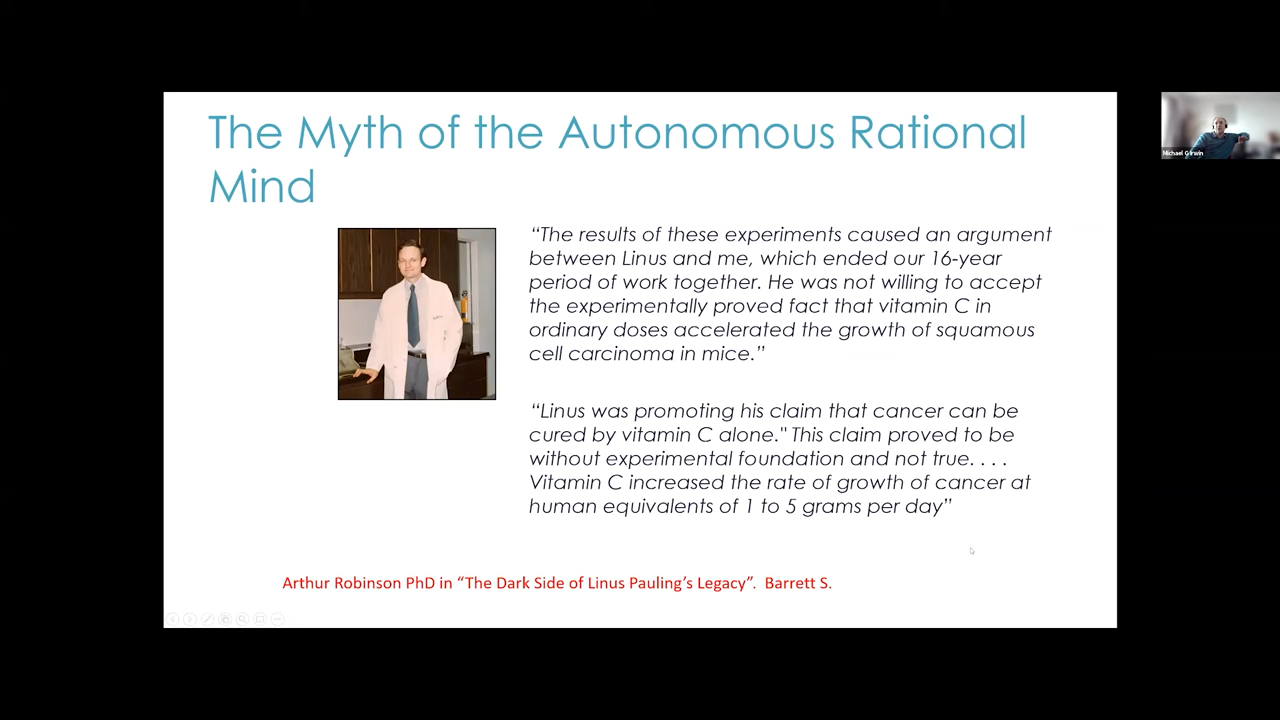 The Myth of the Autonomous Rational
Mind
“The results of these experiments caused an argument
between Linus and me, which ended our 16-year
period of work together. He was not willing to accept
the experimentally proved fact that vitamin C in
ordinary doses accelerated the growth of squamous
cell carcinoma in mice.”
“Linus was promoting his claim that cancer can be
cured by vitamin C alone." This claim proved to be
without experimental foundation and not true. . . .
Vitamin C increased the rate of growth of cancer at
human equivalents of 1 to 5 grams per day”
Arthur Robinson PhD in “The Dark Side of Linus Pauling’s Legacy”.  Barrett S.
Michael G Irwin